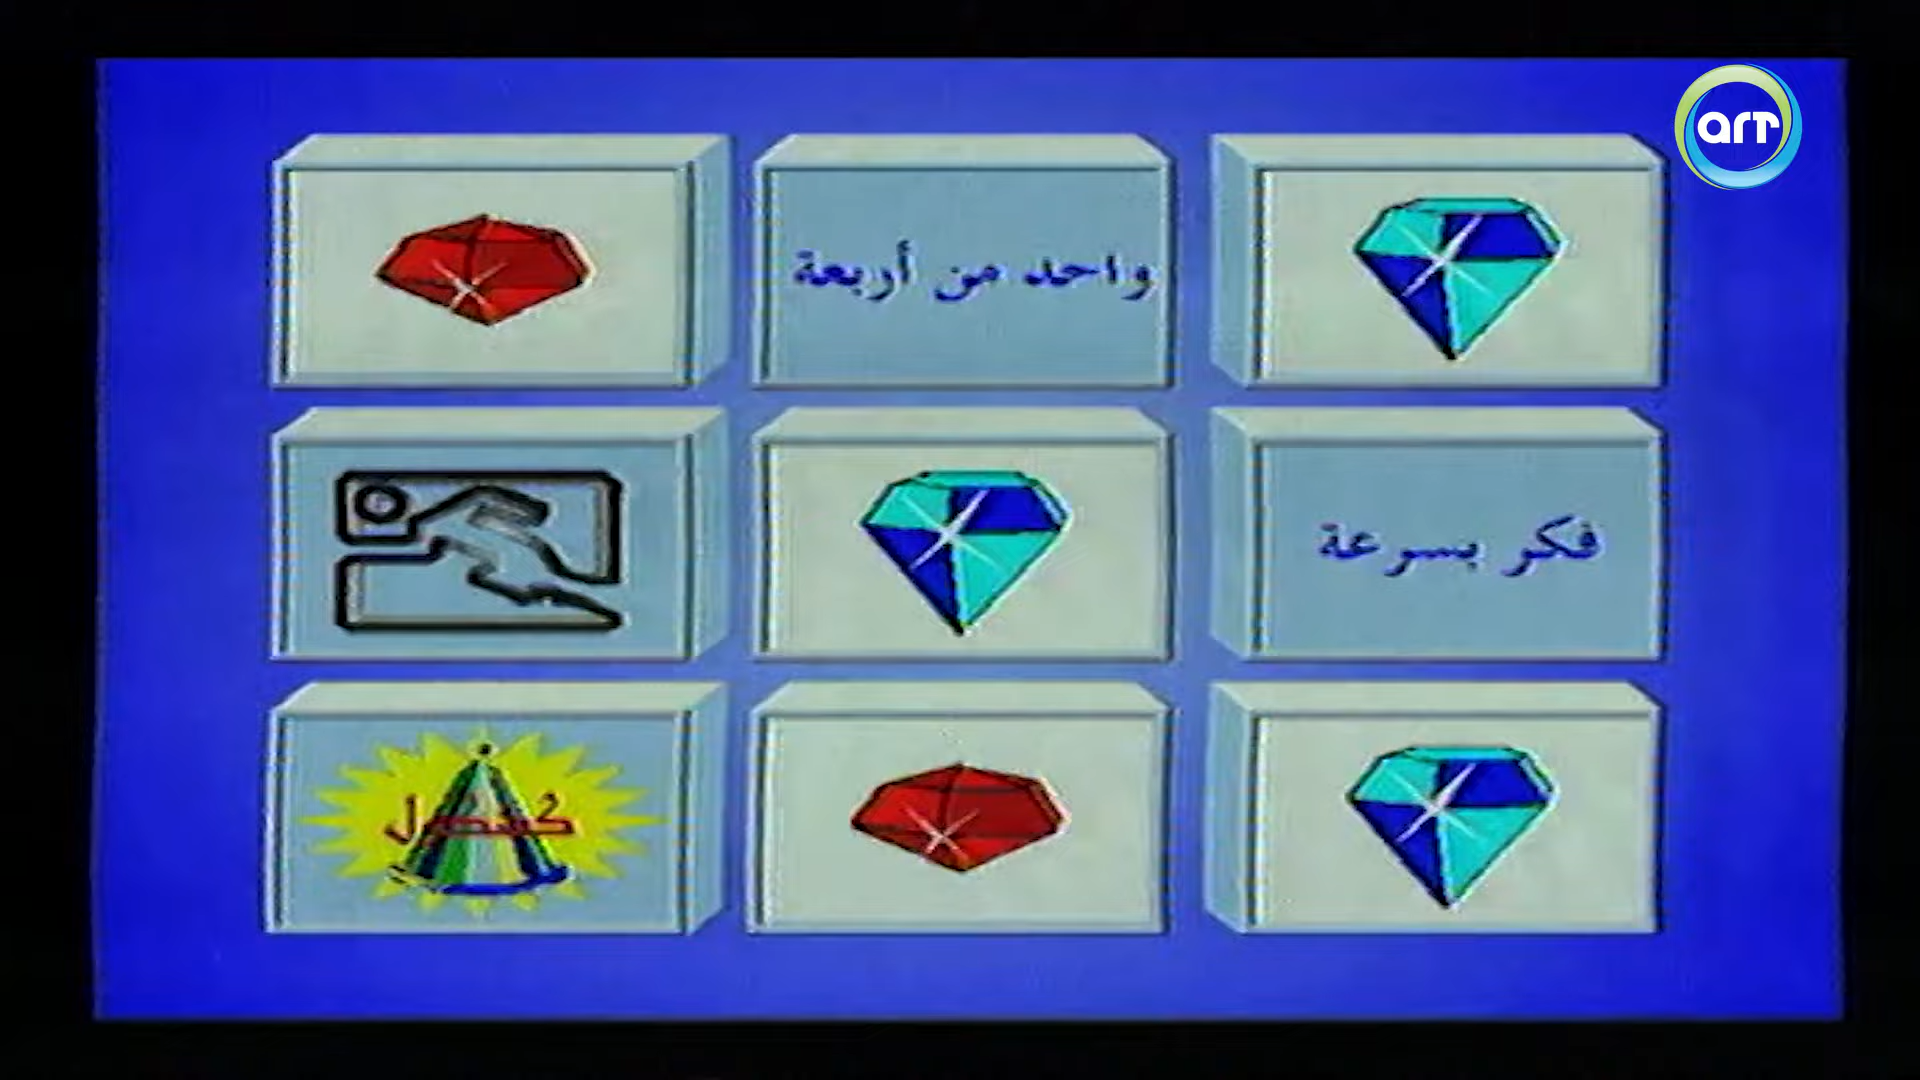 art
واحد من أربعة
فكر بسرعة